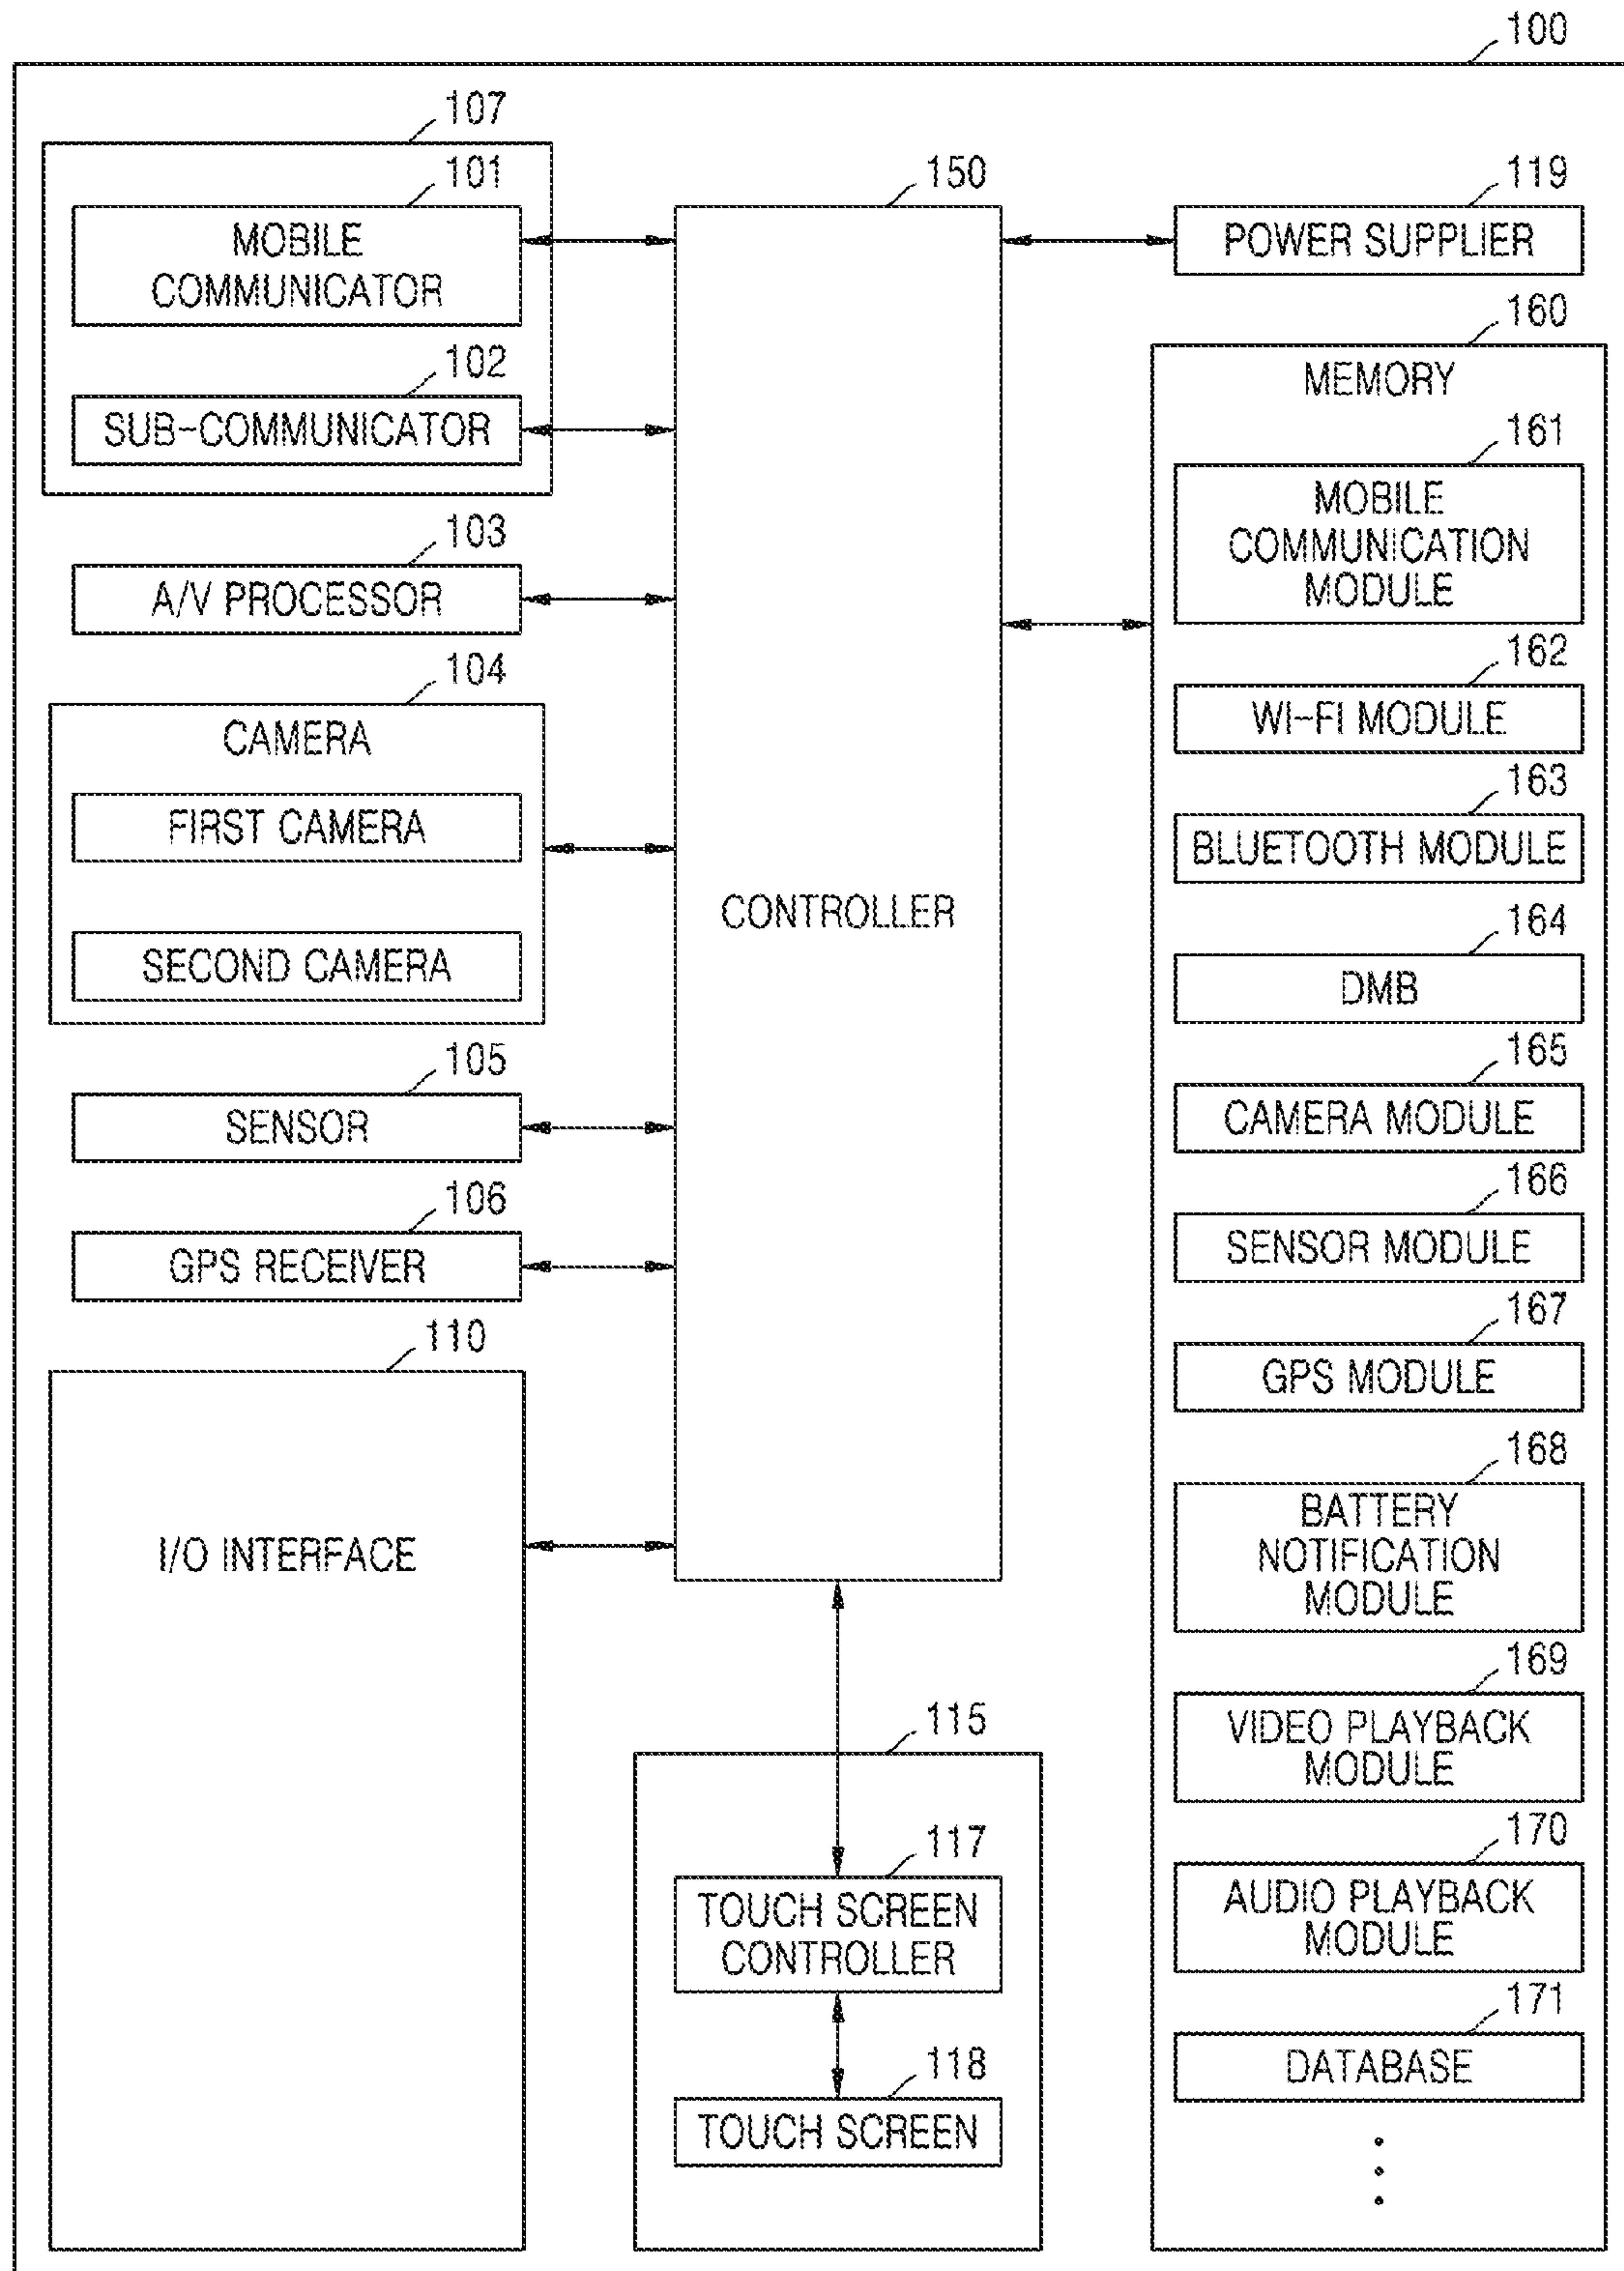 100
107
101
MOBILE
COMMUNICATOR
102
SUB-COMMUNICATOR
103
A/V PROCESSOR
104
CAMERA
FIRST CAMERA
SECOND CAMERA
105
SENSOR
106
GPS RECEIVER
110
I/O INTERFACE
150
CONTROLLER
115
117
TOUCH SCREEN
CONTROLLER
118
TOUCH SCREEN
119
POWER SUPPLIER
160
MEMORY
161
MOBILE
COMMUNICATION
MODULE
162
WI-FI MODULE
163
BLUETOOTH MODULE
164
DMB
165
CAMERA MODULE
166
SENSOR MODULE
167
GPS MODULE
168
BATTERY
NOTIFICATION
MODULE
169
VIDEO PLAYBACK
MODULE
170
AUDIO PLAYBACK
MODULE
171
DATABASE